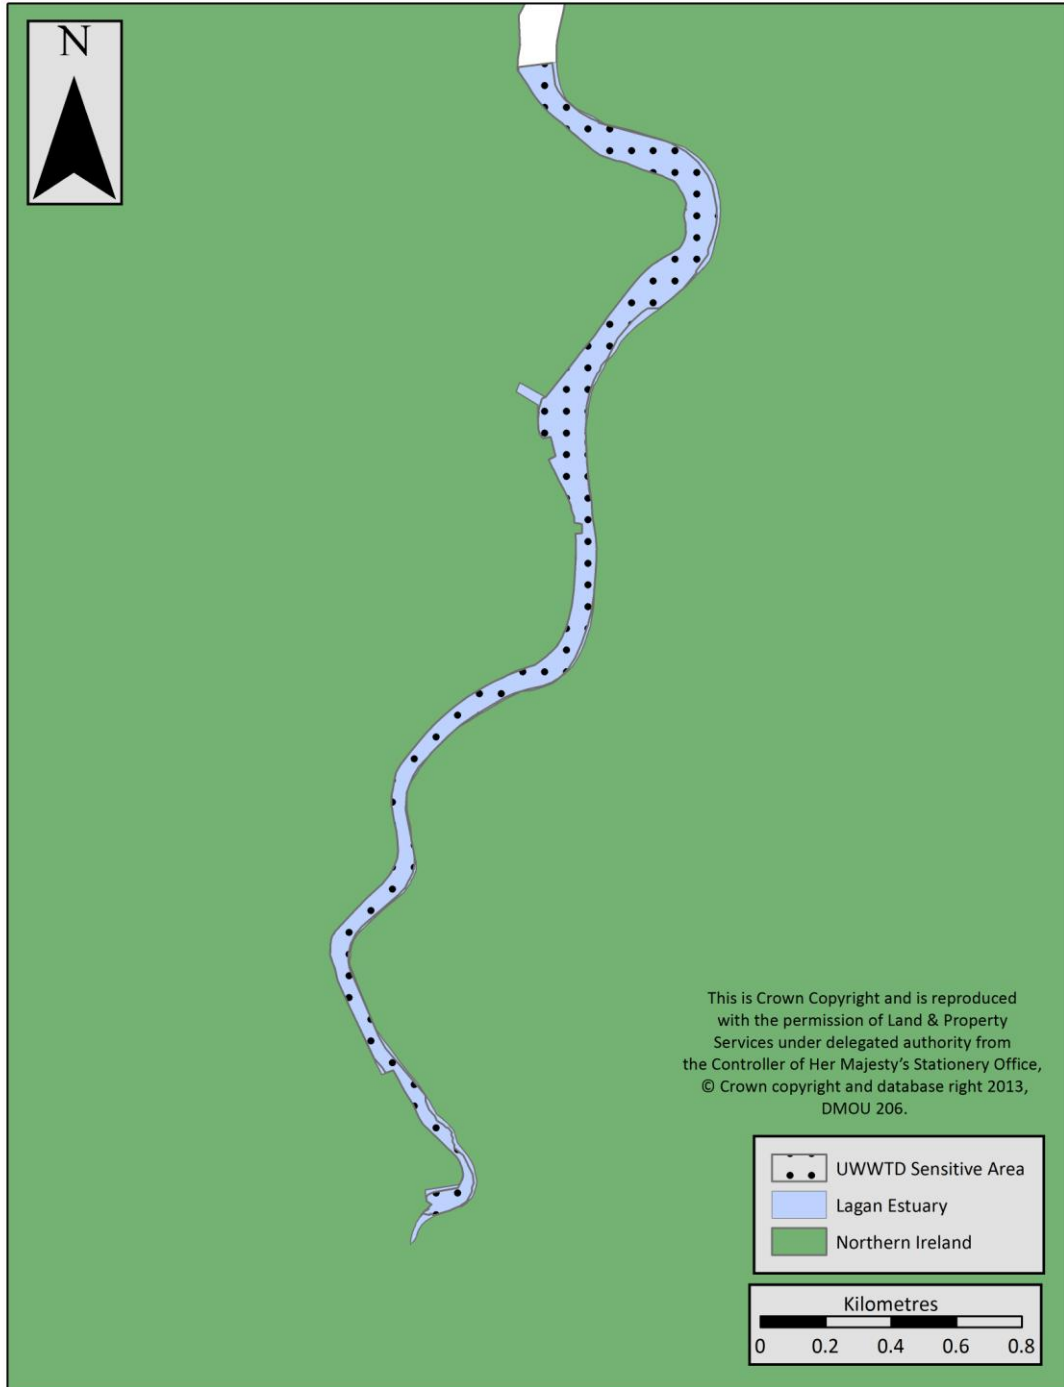 N
This is Crown Copyright and is reproduced
with the permission of Land & Property
Services under delegated authority from
the Controller of Her Majesty’s Stationery Office,
© Crown copyright and database right 2013,
DMOU 206.
UWWTD Sensitive Area
Lagan Estuary
Northern Ireland
Kilometres
0 0.2 0.4 0.6 0.8